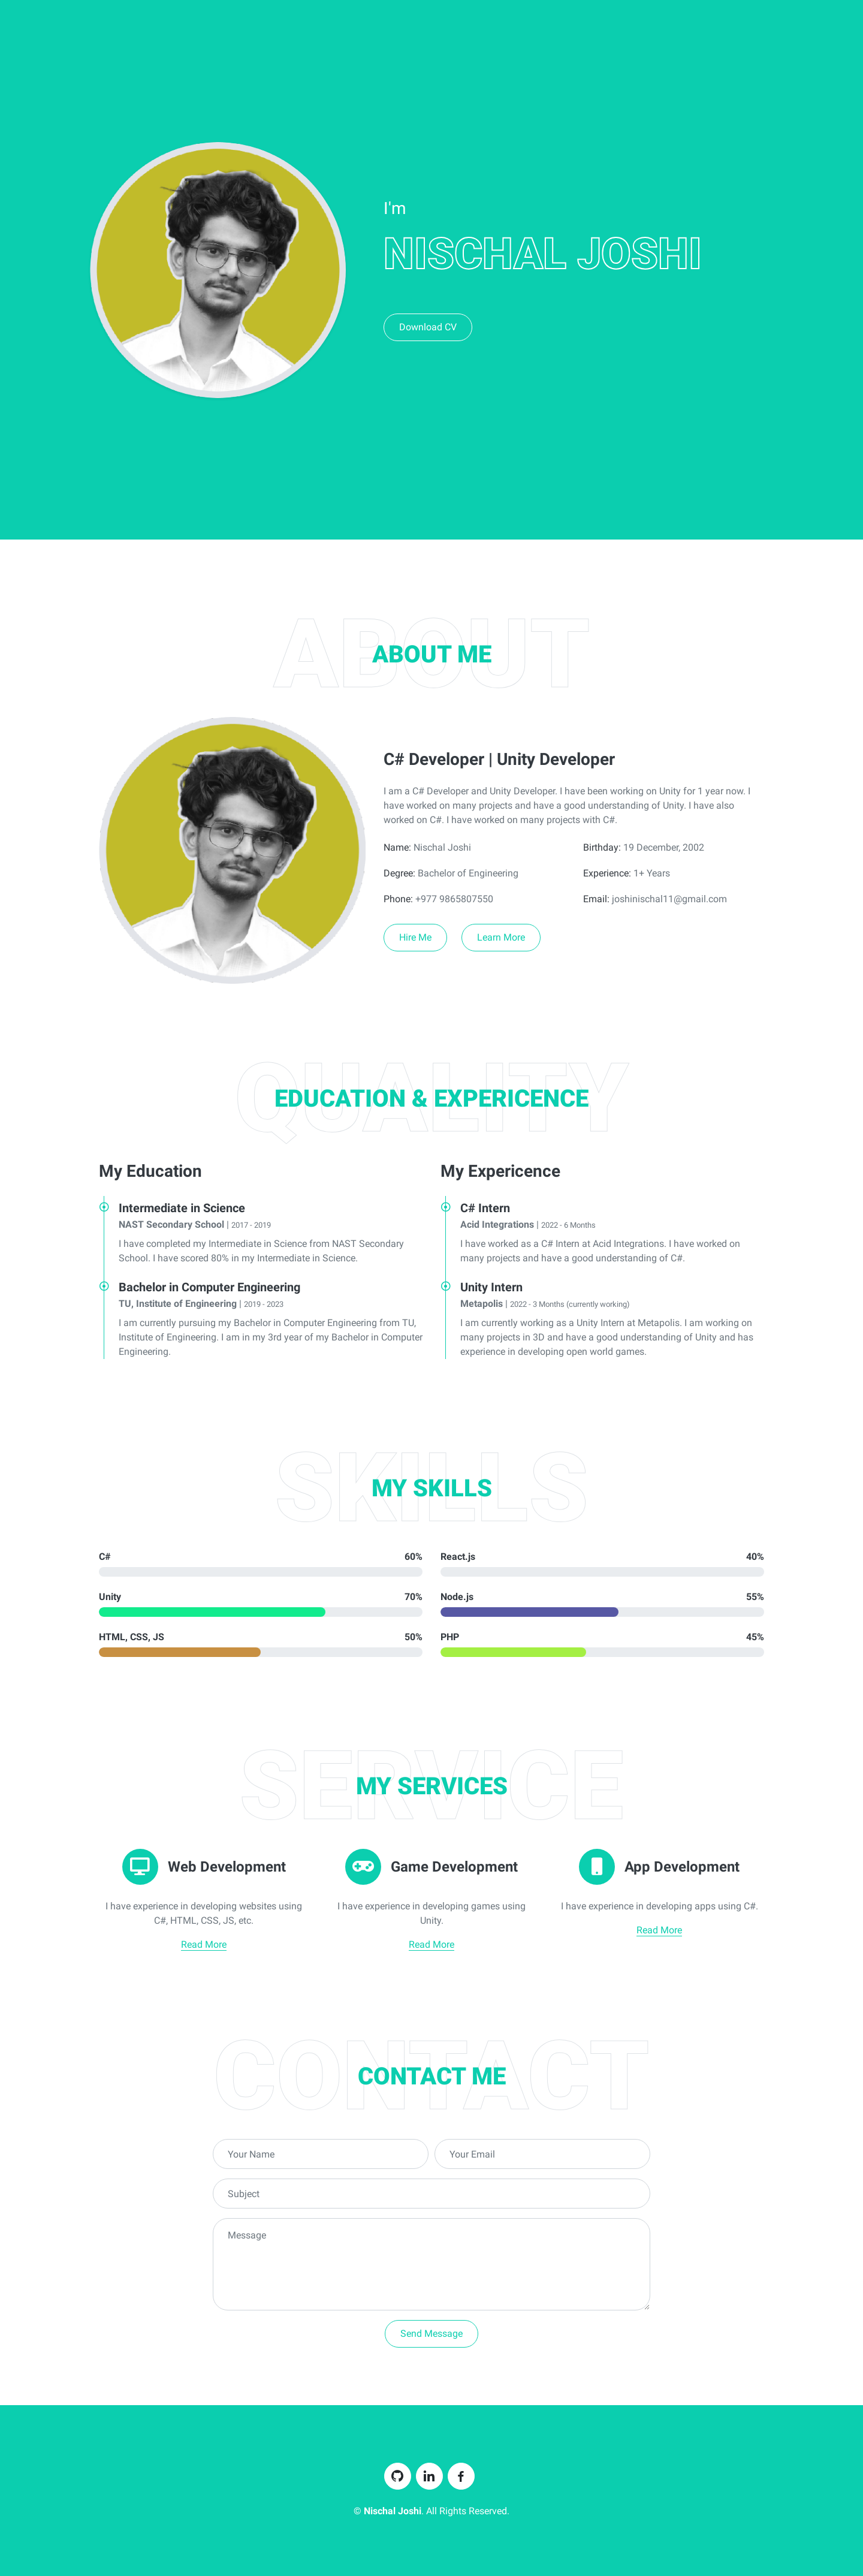 I'm
NISCHAL JOSHI
Download CV
ABOUT
ABOUT ME
C# Developer | Unity Developer
I am a C# Developer and Unity Developer. I have been working on Unity for 1 year now. I
have worked on many projects and have a good understanding of Unity. I have also
worked on C#. I have worked on many projects with C#.
Name: Nischal Joshi
Birthday: 19 December, 2002
Degree: Bachelor of Engineering
Experience: 1+ Years
Phone: +977 9865807550
Email: joshinischal11@gmail.com
Hire Me
Learn More
QUALITY
EDUCATION & EXPERICENCE
My Education
Intermediate in Science
NAST Secondary School | 2017 - 2019
I have completed my Intermediate in Science from NAST Secondary
School. I have scored 80% in my Intermediate in Science.
Bachelor in Computer Engineering
TU, Institute of Engineering | 2019 - 2023
I am currently pursuing my Bachelor in Computer Engineering from TU,
Institute of Engineering. I am in my 3rd year of my Bachelor in Computer
Engineering.
My Expericence
C# Intern
Acid Integrations | 2022 - 6 Months
I have worked as a C# Intern at Acid Integrations. I have worked on
many projects and have a good understanding of C#.
Unity Intern
Metapolis | 2022 - 3 Months (currently working)
I am currently working as a Unity Intern at Metapolis. I am working on
many projects in 3D and have a good understanding of Unity and has
experience in developing open world games.
SKILLS
MY SKILLS
C# 60%
Unity 70%
HTML, CSS, JS 50%
React.js 40%
Node.js 55%
PHP 45%
SERVICE
MY SERVICES
Web Development
I have experience in developing websites using
C#, HTML, CSS, JS, etc.
Read More
Game Development
I have experience in developing games using
Unity.
Read More
App Development
I have experience in developing apps using C#.
Read More
CONTACT
CONTACT ME
Your Name
Your Email
Subject
Message
Send Message
© Nischal Joshi. All Rights Reserved.